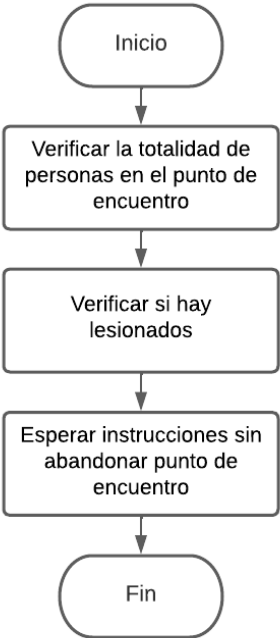 Inicio
Verificar la totalidad de
personas en el punto de
encuentro
Verificar si hay
lesionados
Esperar instrucciones sin
abandonar punto de
encuentro
Fin